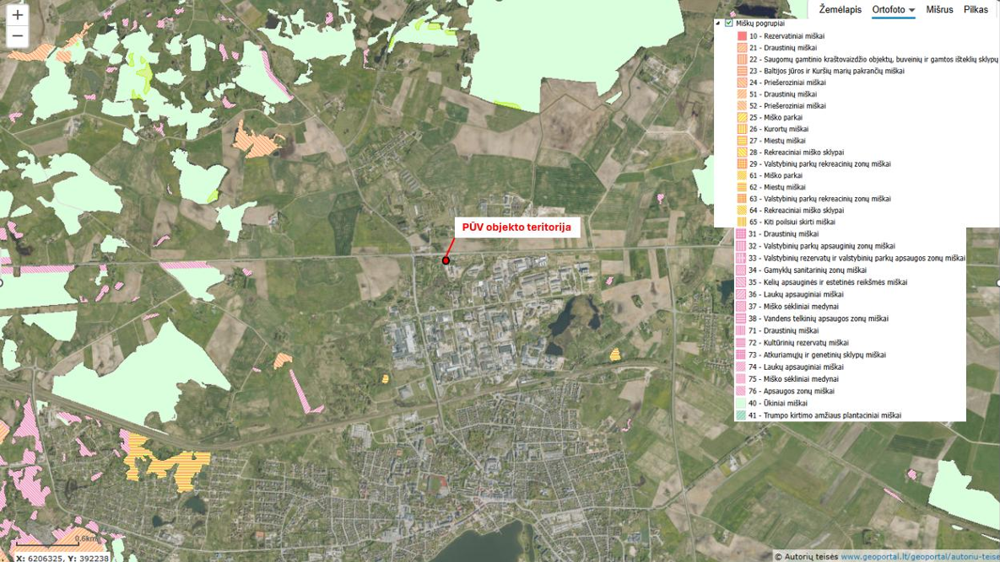 +
−
Žemėlapis Ortofoto Mišrus Pilkas
Miškų pogrupiai
10 - Rezervatiniai miškai
21 - Draustinių miškai
22 - Saugomų gamtinio kraštovaizdžio objektų, buveinių ir gamtos išteklių sklypų
23 - Baltijos jūros ir Kuršių marių pakrančių miškai
24 - Priešeroziniai miškai
51 - Draustinių miškai
52 - Priešeroziniai miškai
25 - Miško parkai
26 - Kurortų miškai
27 - Miestų miškai
28 - Rekreaciniai miško sklypai
29 - Valstybinių parkų rekreacinių zonų miškai
61 - Miško parkai
62 - Miestų miškai
63 - Valstybinių parkų rekreacinių zonų miškai
64 - Rekreaciniai miško sklypai
65 - Kiti poilsiui skirti miškai
31 - Draustinių miškai
32 - Valstybinių parkų apsauginių zonų miškai
33 - Valstybinių rezervatų ir valstybinių parkų apsaugos zonų miškai
34 - Gamyklų sanitarinių zonų miškai
35 - Kelių apsauginės ir estetinės reikšmės miškai
36 - Laukų apsauginiai miškai
37 - Miško sėkliniai medynai
38 - Vandens telkinių apsaugos zonų miškai
71 - Draustinių miškai
72 - Kultūrinių rezervatų miškai
73 - Atkuriamųjų ir genetinių sklypų miškai
74 - Laukų apsauginiai miškai
75 - Miško sėkliniai medynai
76 - Apsaugos zonų miškai
40 - Ūkiniai miškai
41 - Trumpo kirtimo amžiaus plantaciniai miškai
PŪV objekto teritorija
0.6km
X: 6206325, Y: 392238
© Autorių teisės www.geoportal.lt/geoportal/autoriu-teise